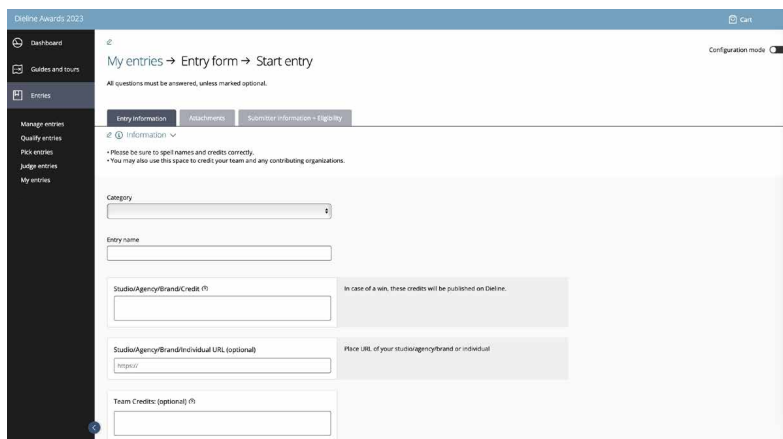 Dieline Awards 2023
Cart
Dashboard
Guides and tours
Entries
Manage entries
Qualify entries
Pick entries
Judge entries
My entries
Configuration mode
My entries → Entry form → Start entry
All questions must be answered, unless marked optional.
Entry Information
Attachments
Submitter Information + Eligibility
Information
• Please be sure to spell names and credits correctly.
• You may also use this space to credit your team and any contributing organizations.
Category
Entry name
Studio/Agency/Brand/Credit
In case of a win, these credits will be published on Dieline.
Studio/Agency/Brand/Individual URL (optional)
Place URL of your studio/agency/brand or individual
https://
Team Credits: (optional)